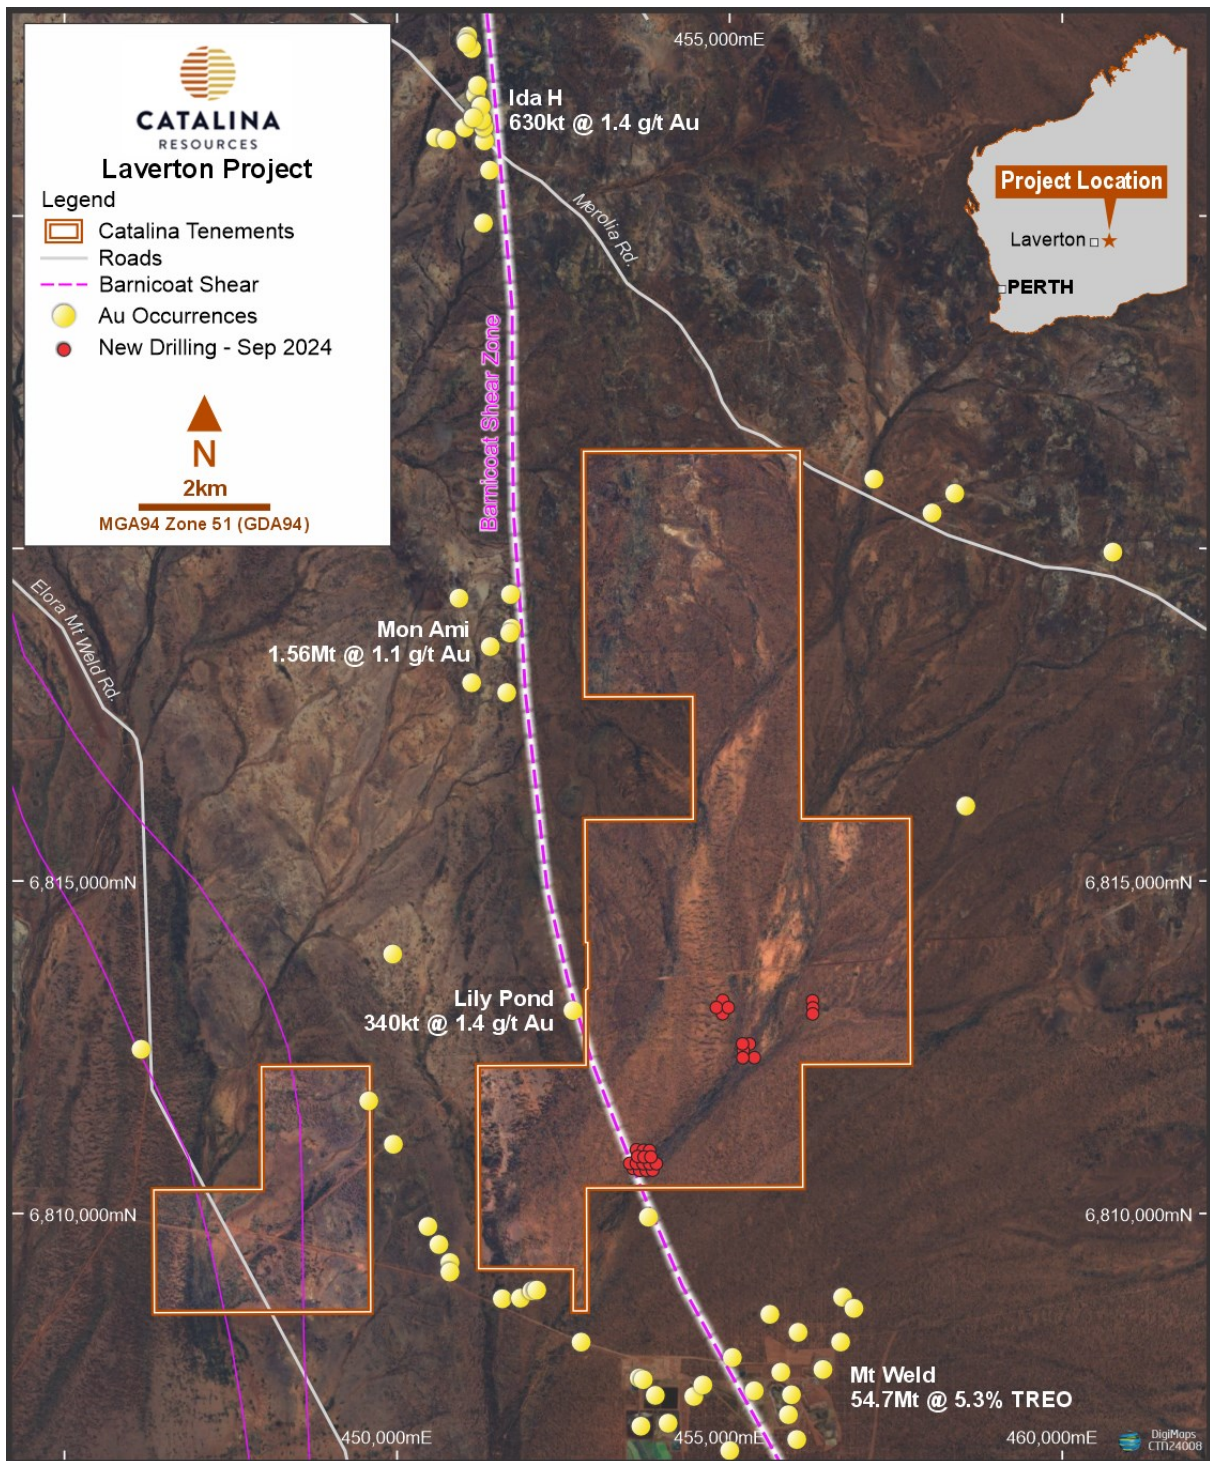 CATALINA
RESOURCES
Laverton Project
Legend
Catalina Tenements
Roads
Barnicoat Shear
Au Occurrences
New Drilling - Sep 2024
N
2km
MGA94 Zone 51 (GDA94)
455,000mE
Ida H
630kt @ 1.4 g/t Au
Merolia Rd.
Project Location
Laverton
PERTH
Barnicoat Shear Zone
Elora Mt Weld Rd.
Mon Ami
1.56Mt @ 1.1 g/t Au
6,815,000mN
6,815,000mN
Lily Pond
340kt @ 1.4 g/t Au
6,810,000mN
6,810,000mN
Mt Weld
54.7Mt @ 5.3% TREO
450,000mE
455,000mE
460,000mE
DigiMaps
CTN24008